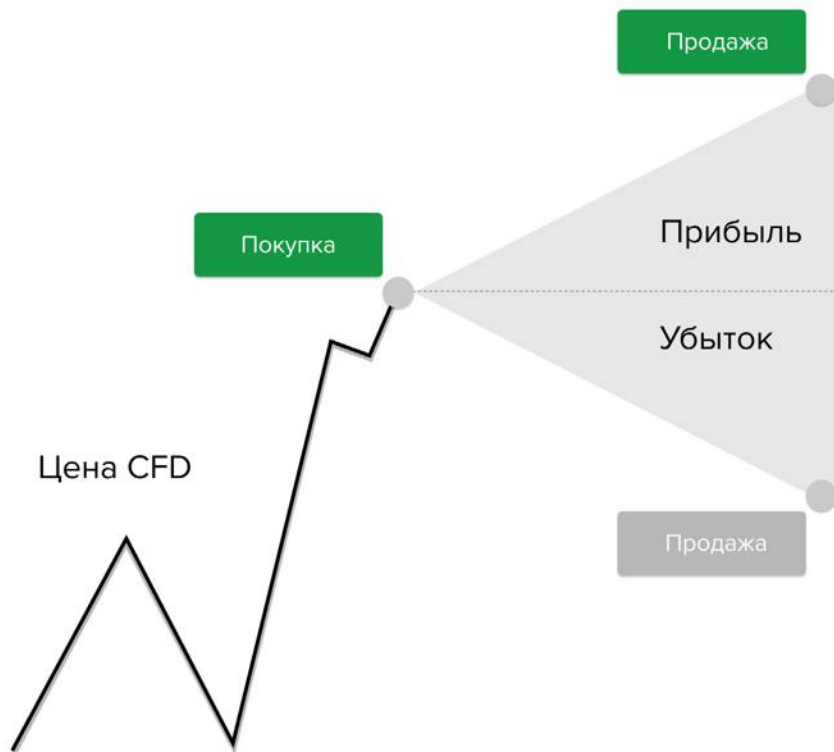 Продажа
Покупка
Прибыль
Убыток
Цена CFD
Продажа